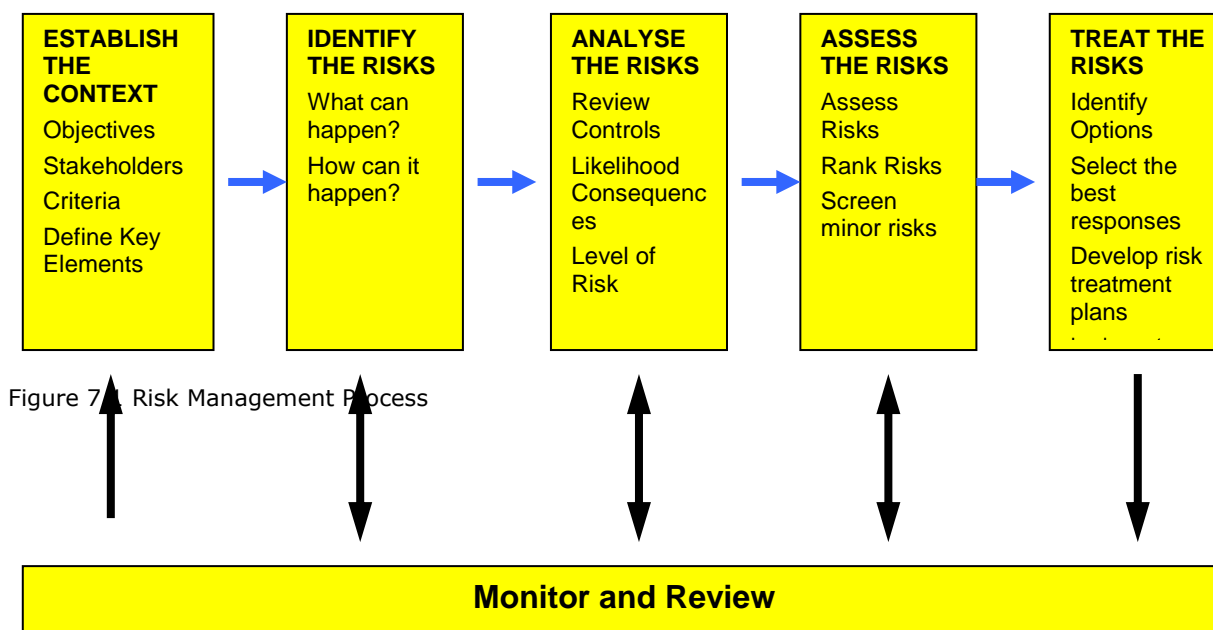 ESTABLISH
THE
CONTEXT
Objectives
Stakeholders
Criteria
Define Key
Elements
IDENTIFY
THE RISKS
What can
happen?
How can it
happen?
ANALYSE
THE RISKS
Review
Controls
Likelihood
Consequenc
es
Level of
Risk
ASSESS
THE RISKS
Assess
Risks
Rank Risks
Screen
minor risks
TREAT THE
RISKS
Identify
Options
Select the
best
responses
Develop risk
treatment
plans
Figure Risk Management Process
Monitor and Review